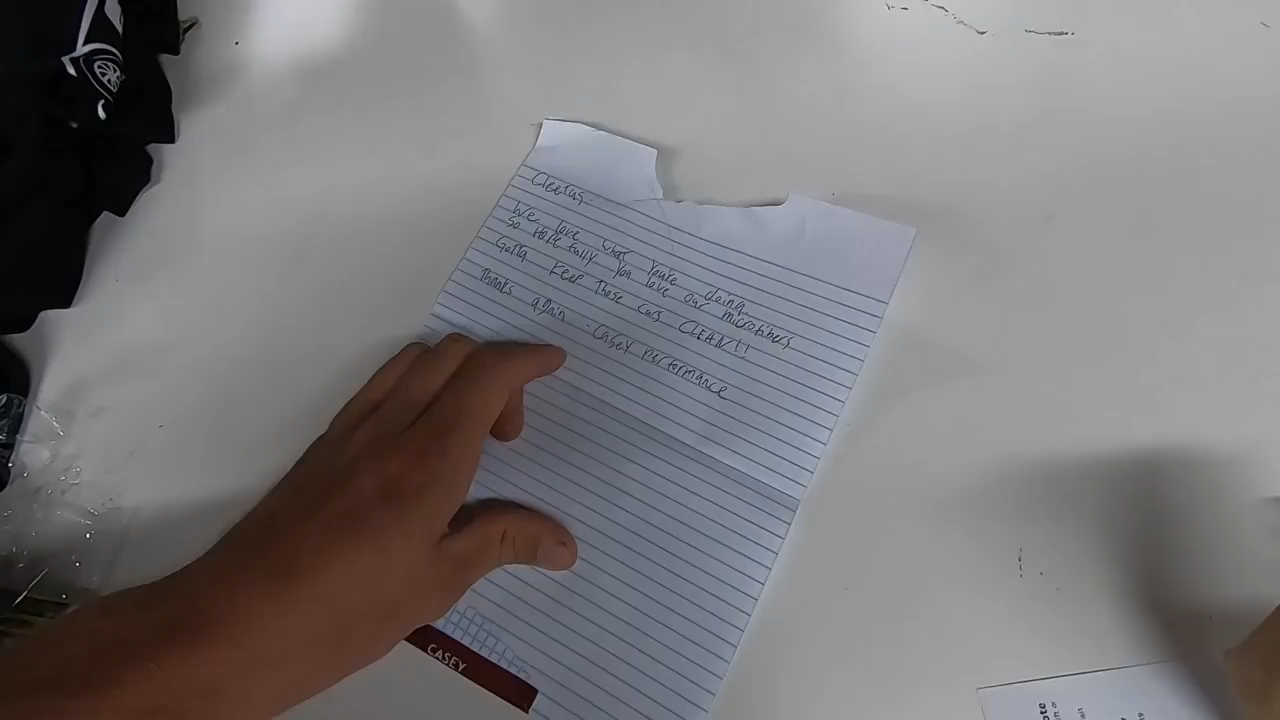 Cleetus.
We love what you're doing.
So Hopefully you love our microfibers
Gotta keep those cars CLEAN!!
Thanks again - Casey performance
CASEY